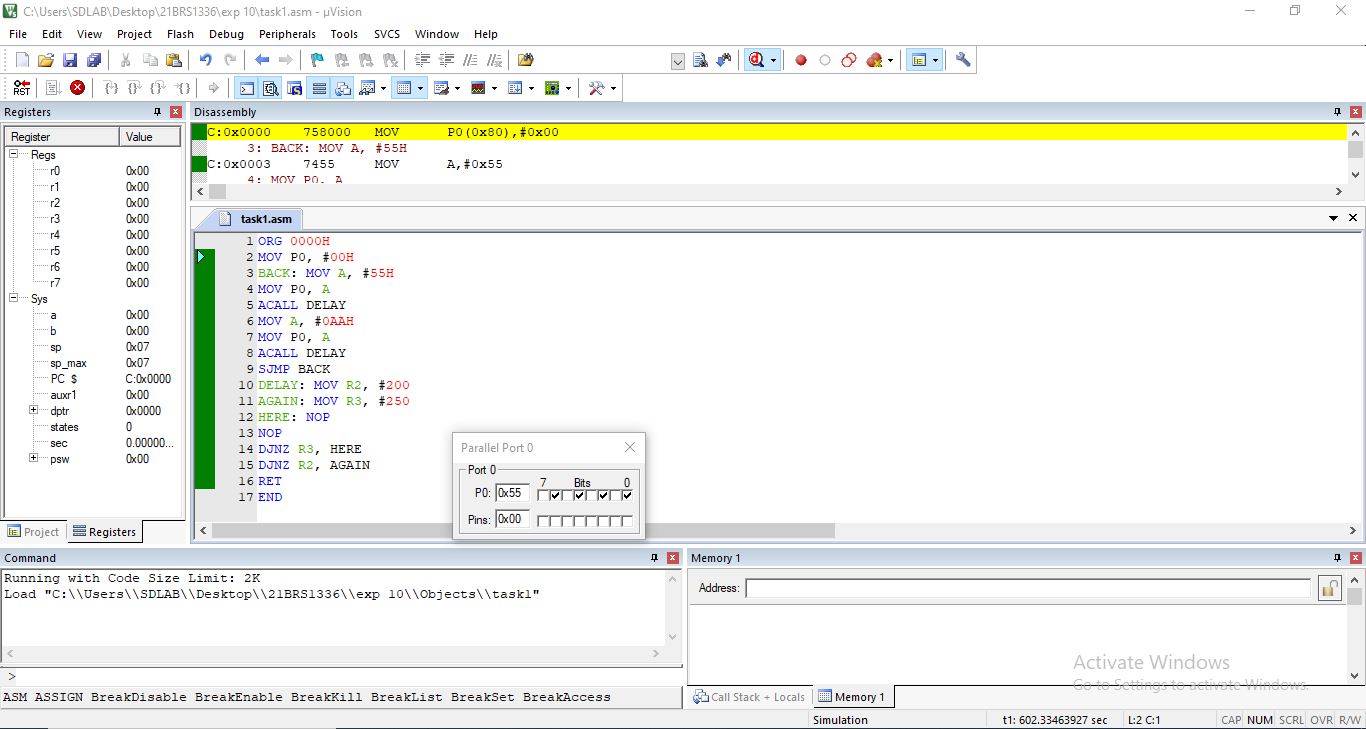 C:\Users\SDLAB\Desktop\21BRS1336\exp 10\task1.asm - µVision
File Edit View Project Flash Debug Peripherals Tools SVCS Window Help
Registers
Register Value
Regs
r0 0x00
r1 0x00
r2 0x00
r3 0x00
r4 0x00
r5 0x00
r6 0x00
r7 0x00
Sys
a 0x00
b 0x00
sp 0x07
sp_max 0x07
PC $ C:0x0000
auxr1 0x00
dptr 0x0000
states 0
sec 0.00000...
psw 0x00
Project Registers
Disassembly
C:0x0000 758000 MOV P0(0x80),#0x00
3: BACK: MOV A, #55H
C:0x0003 7455 MOV A,#0x55
4: MOV P0, A
task1.asm
1 ORG 0000H
2 MOV P0, #00H
3 BACK: MOV A, #55H
4 MOV P0, A
5 ACALL DELAY
6 MOV A, #0AAH
7 MOV P0, A
8 ACALL DELAY
9 SJMP BACK
10 DELAY: MOV R2, #200
11 AGAIN: MOV R3, #250
12 HERE: NOP
13 NOP
14 DJNZ R3, HERE
15 DJNZ R2, AGAIN
16 RET
17 END
Parallel Port 0
Port 0
7 Bits 0
P0: 0x55
Pins: 0x00
Command
Running with Code Size Limit: 2K
Load "C:\\Users\\SDLAB\\Desktop\\21BRS1336\\exp 10\\Objects\\task1"
>
ASM ASSIGN BreakDisable BreakEnable BreakKill BreakList BreakSet BreakAccess
Memory 1
Address:
Activate Windows
Go to Settings to activate Windows.
Call Stack + Locals Memory 1
Simulation t1: 602.33463927 sec L:2 C:1 CAP NUM SCRL OVR R/W